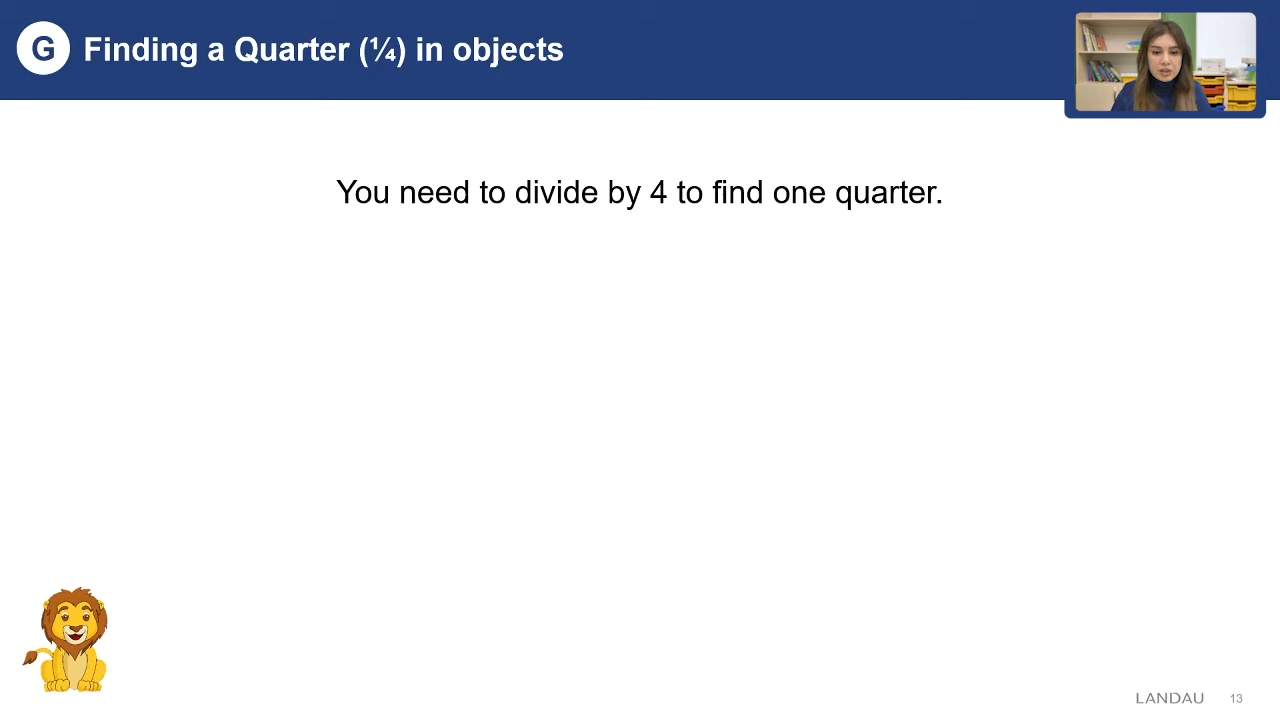 G Finding a Quarter (¼) in objects
You need to divide by 4 to find one quarter.
LANDAU 13